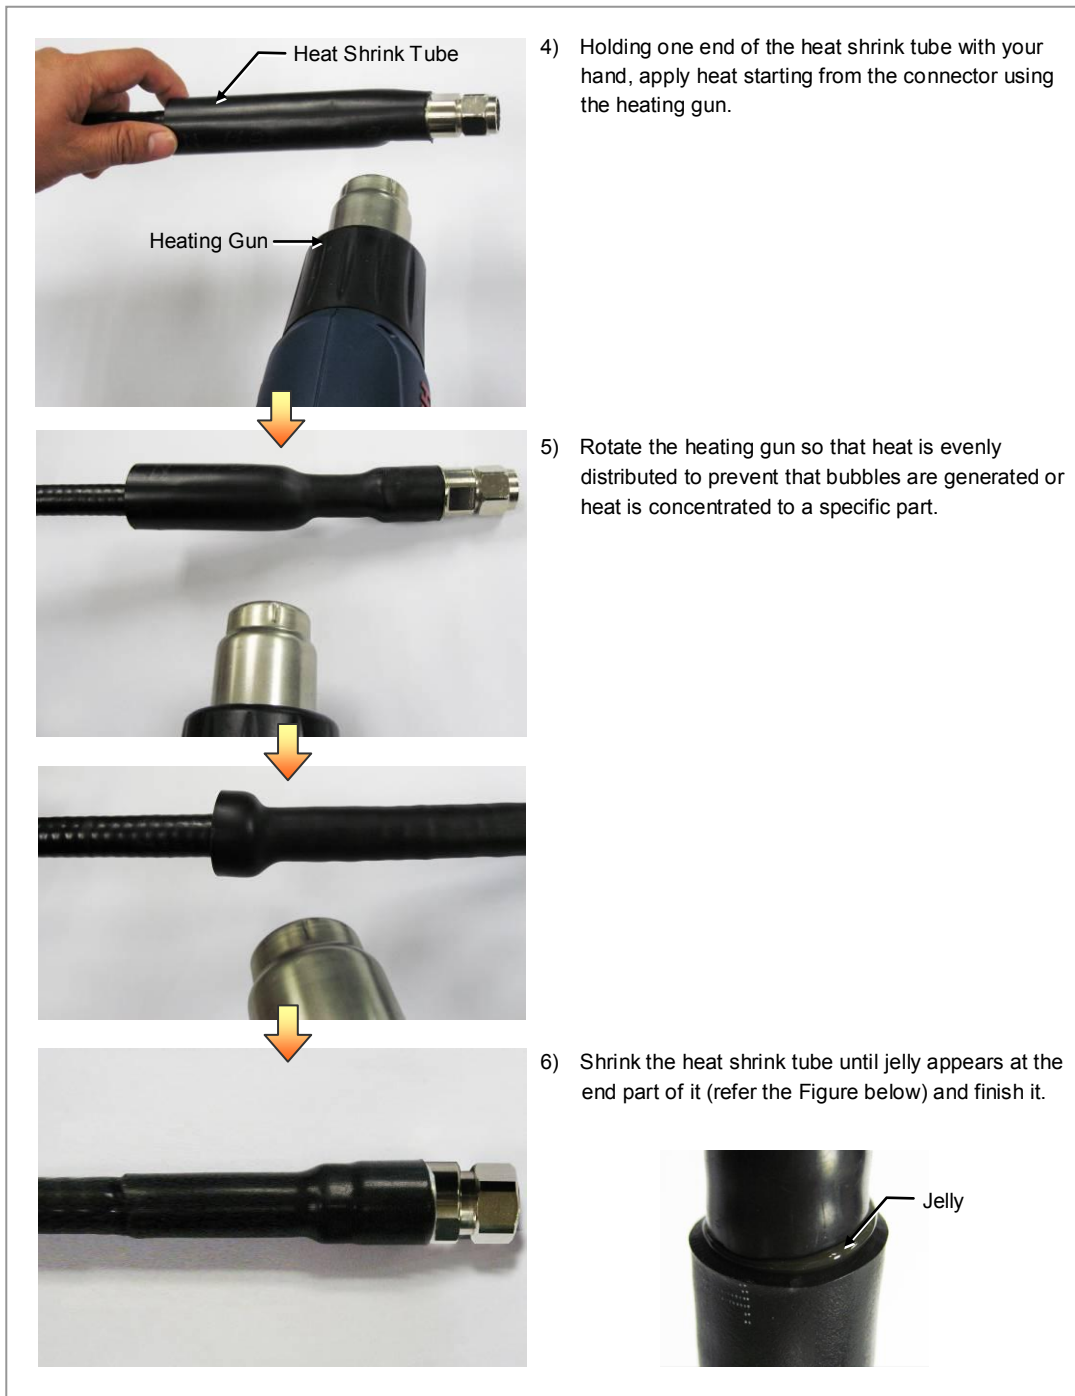 Heat Shrink Tube
Heating Gun
4) Holding one end of the heat shrink tube with your
hand, apply heat starting from the connector using
the heating gun.
5) Rotate the heating gun so that heat is evenly
distributed to prevent that bubbles are generated or
heat is concentrated to a specific part.
6) Shrink the heat shrink tube until jelly appears at the
end part of it (refer the Figure below) and finish it.
Jelly